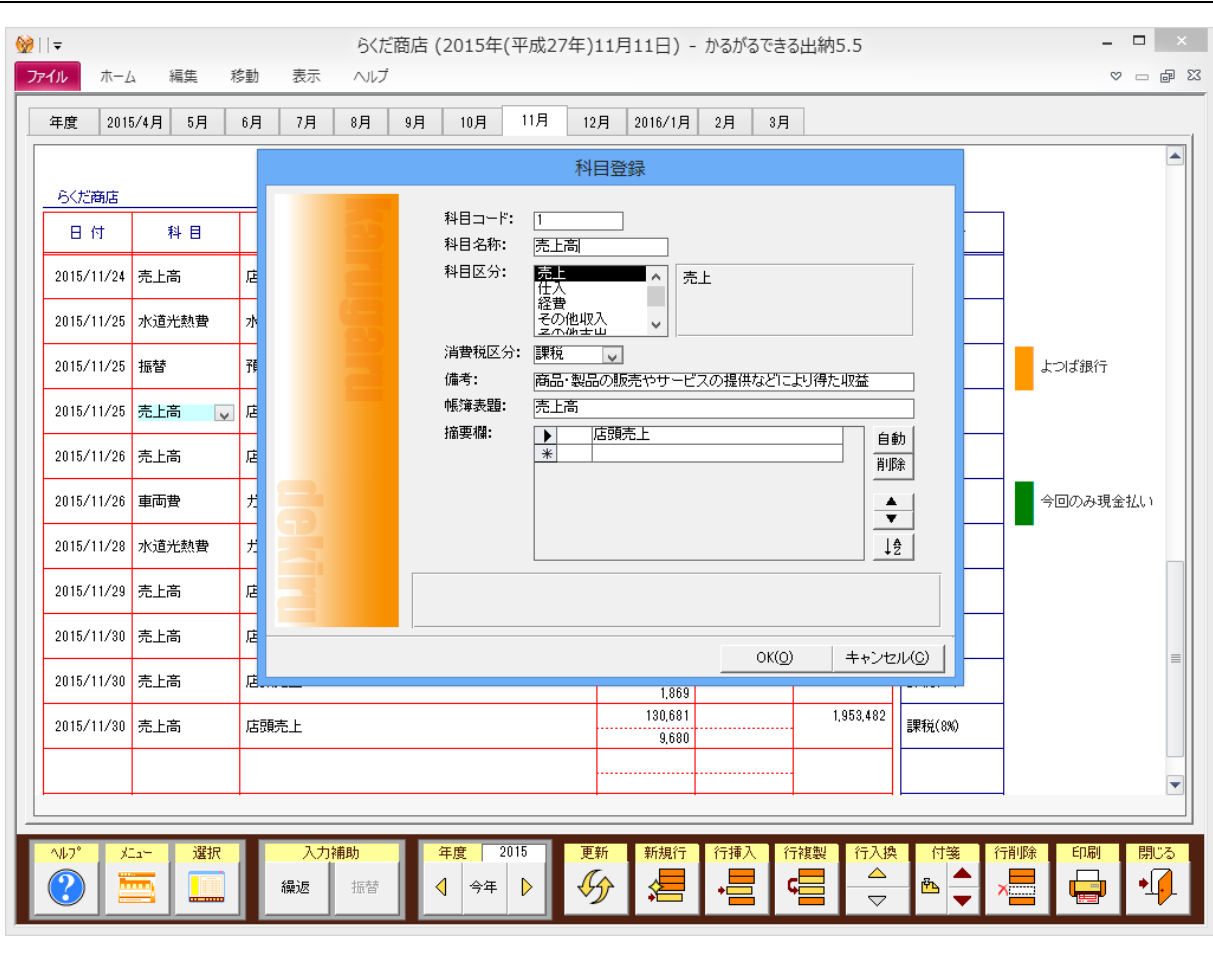 らくだ商店 (2015年(平成27年)11月11日) - かるがるできる出納5.5
ファイル ホーム 編集 移動 表示 ヘルプ
年度 2015/4月 5月 6月 7月 8月 9月 10月 11月 12月 2016/1月 2月 3月
科目登録
らくだ商店
日 付 科 目
2015/11/24 売上高 店
2015/11/25 水道光熱費 水
2015/11/25 振替 預
2015/11/25 売上高 店
2015/11/26 売上高 店
2015/11/26 車両費 ガ
2015/11/28 水道光熱費 ガ
2015/11/29 売上高 店
2015/11/30 売上高 店
2015/11/30 売上高
1,869
2015/11/30 売上高 店頭売上 130,681 1,953,482 課税(8%)
9,680
karugaru
dekiru
科目コード: 1
科目名称: 売上高
科目区分: 売上 売上
仕入
経費
その他収入
その他支出
消費税区分: 課税
備考: 商品・製品の販売やサービスの提供などにより得た収益
帳簿表題: 売上高
摘要欄: 店頭売上
自動
削除
OK(O) キャンセル(C)
よつば銀行
今回のみ現金払い
ヘルプ メニュー 選択 入力補助 年度 2015 更新 新規行 行挿入 行複製 行入換 付箋 行削除 印刷 閉じる
繰返 振替 今年